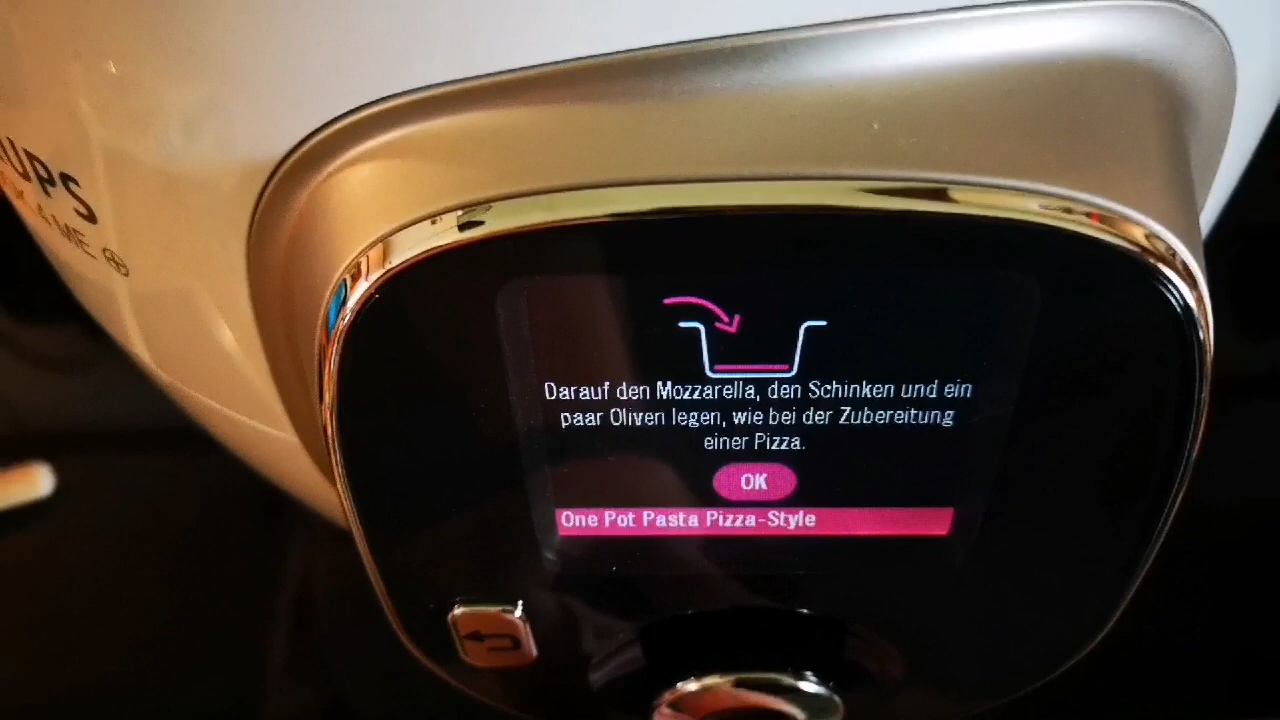 Darauf den Mozzarella, den Schinken und ein
paar Oliven legen, wie bei der Zubereitung
einer Pizza.
OK
One Pot Pasta Pizza-Style